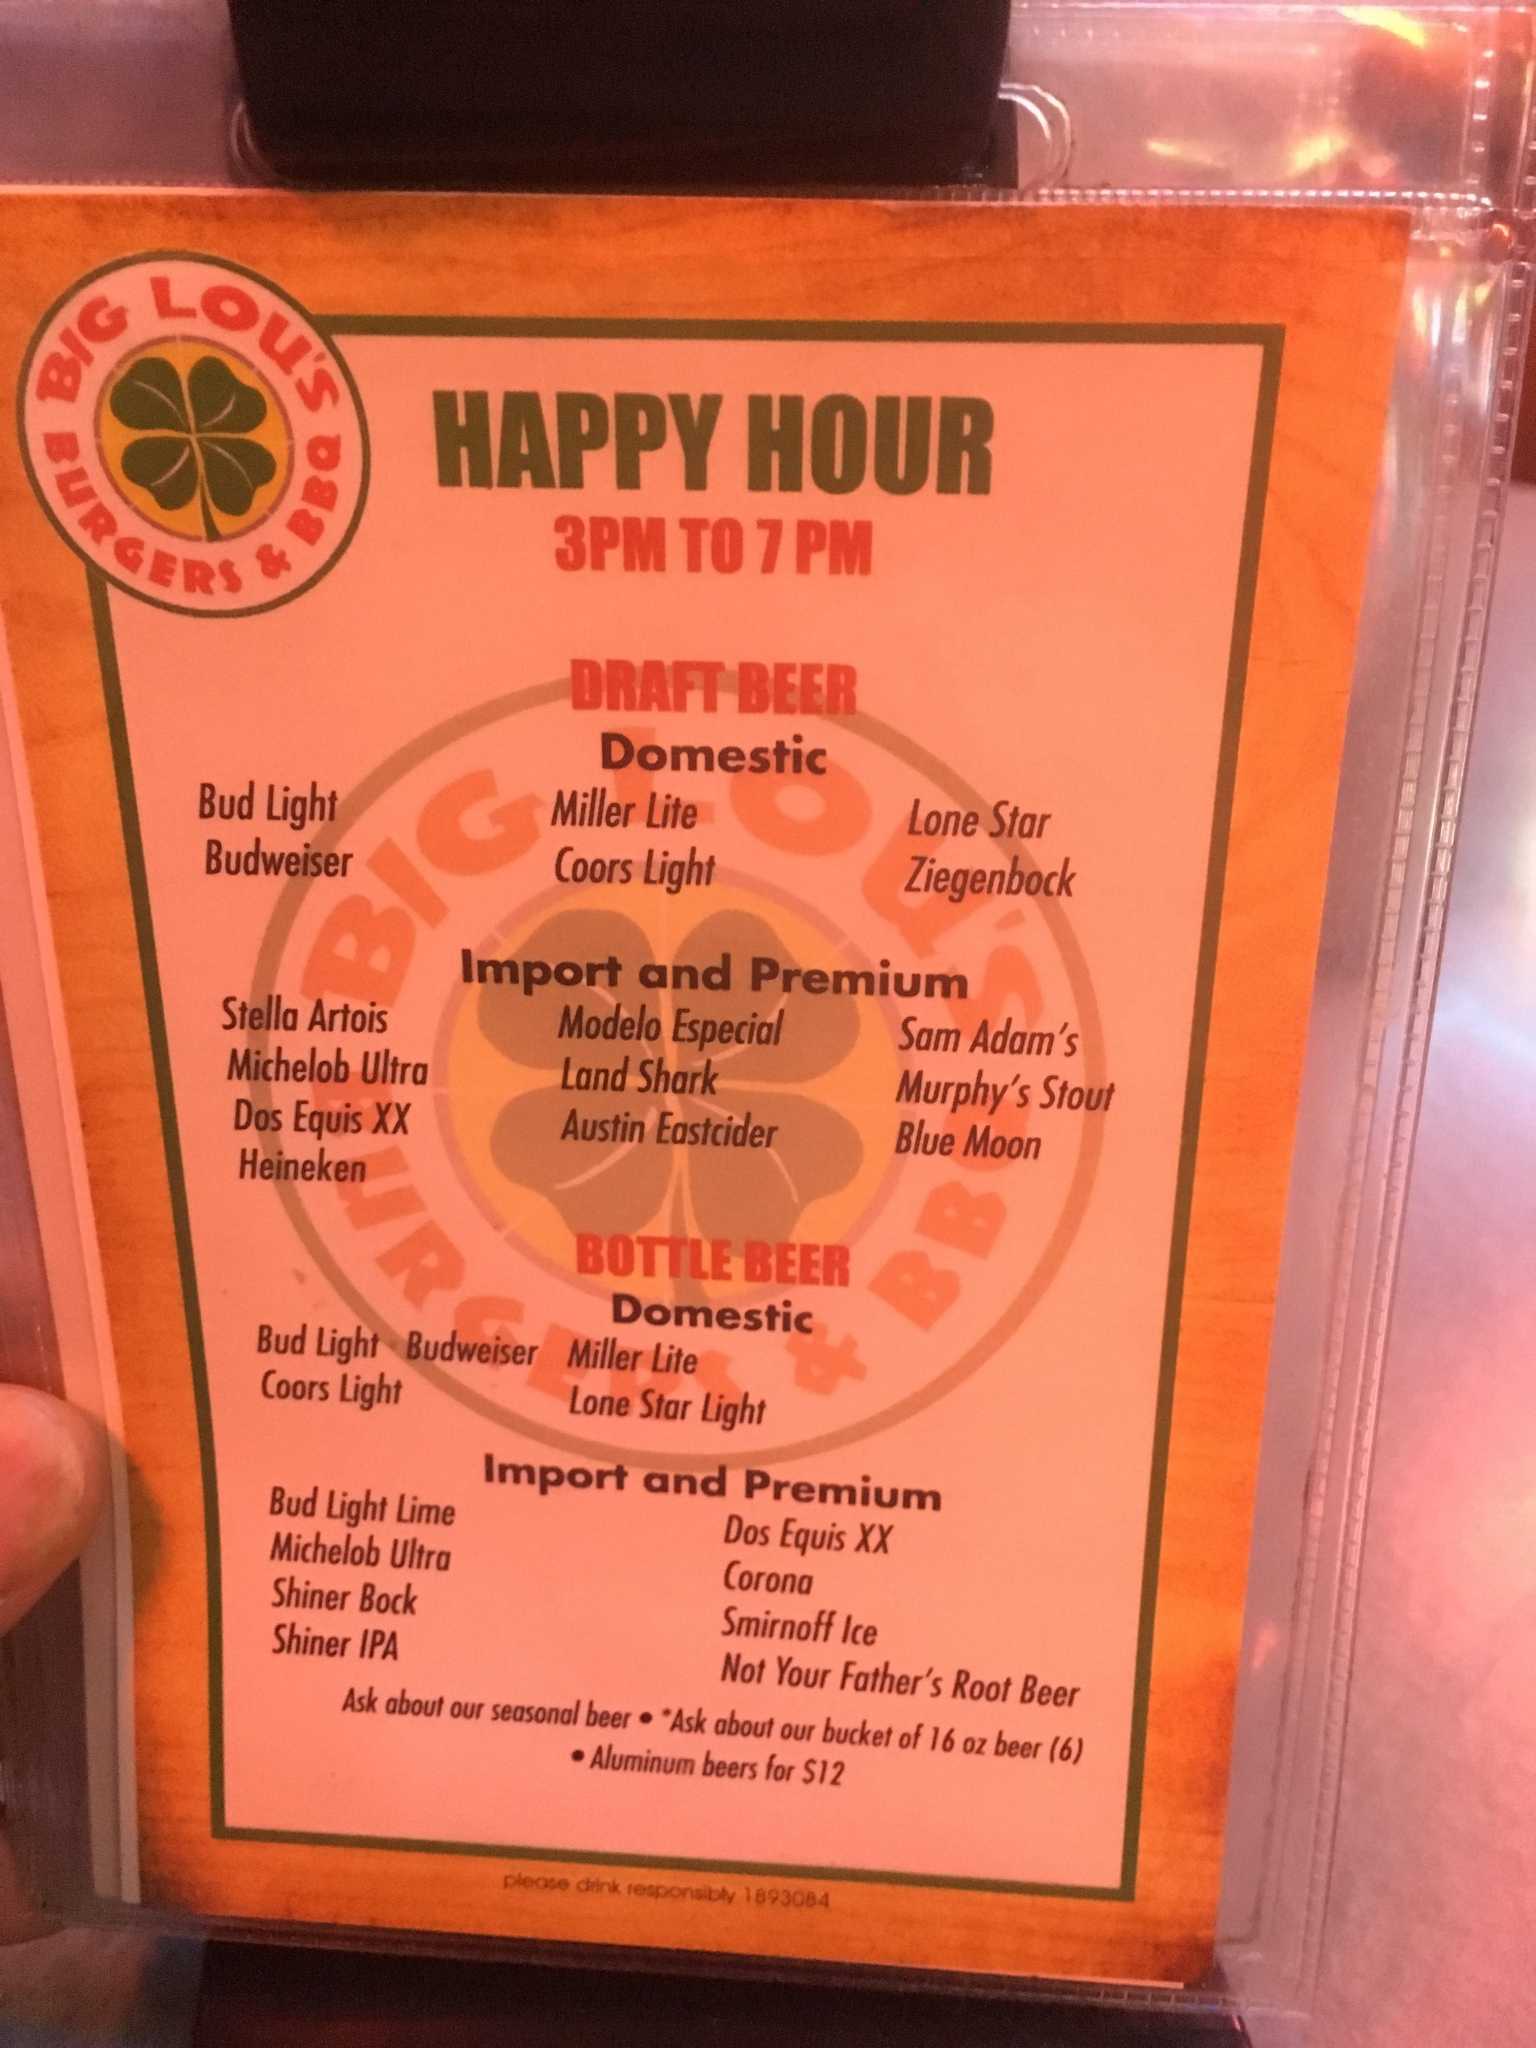 BIG LOU'S
BURGERS & BBQ
HAPPY HOUR
3PM TO 7 PM
DRAFT BEER
Domestic
Bud Light Miller Lite Lone Star
Budweiser Coors Light Ziegenbock
Import and Premium
Stella Artois Modelo Especial Sam Adam's
Michelob Ultra Land Shark Murphy's Stout
Dos Equis XX Austin Eastcider Blue Moon
Heineken
BIG LOU'S
BURGERS & BBQ
BOTTLE BEER
Domestic
Bud Light Budweiser Miller Lite
Coors Light Lone Star Light
Import and Premium
Bud Light Lime Dos Equis XX
Michelob Ultra Corona
Shiner Bock Smirnoff Ice
Shiner IPA Not Your Father's Root Beer
Ask about our seasonal beer • *Ask about our bucket of 16 oz beer (6)
• Aluminum beers for $12
please drink responsibly 1893084